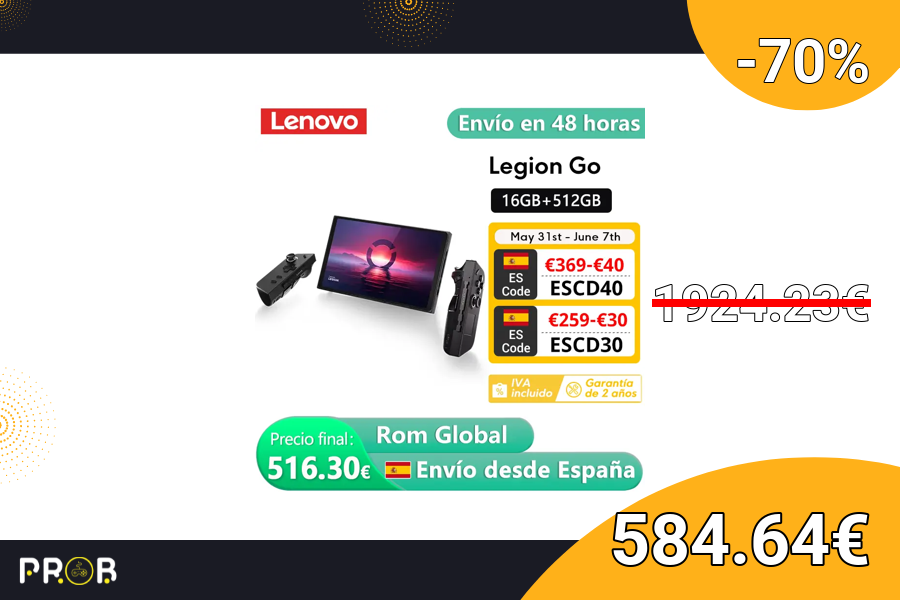 -70%
Lenovo
Envío en 48 horas
Legion Go
16GB+512GB
May 31st - June 7th
ES
Code
€369-€40
ESCD40
ES
Code
€259-€30
ESCD30
1924.23€
IVA
incluido
Garantía
de 2 años
Precio final:
516.30€
Rom Global
Envío desde España
584.64€
PROB